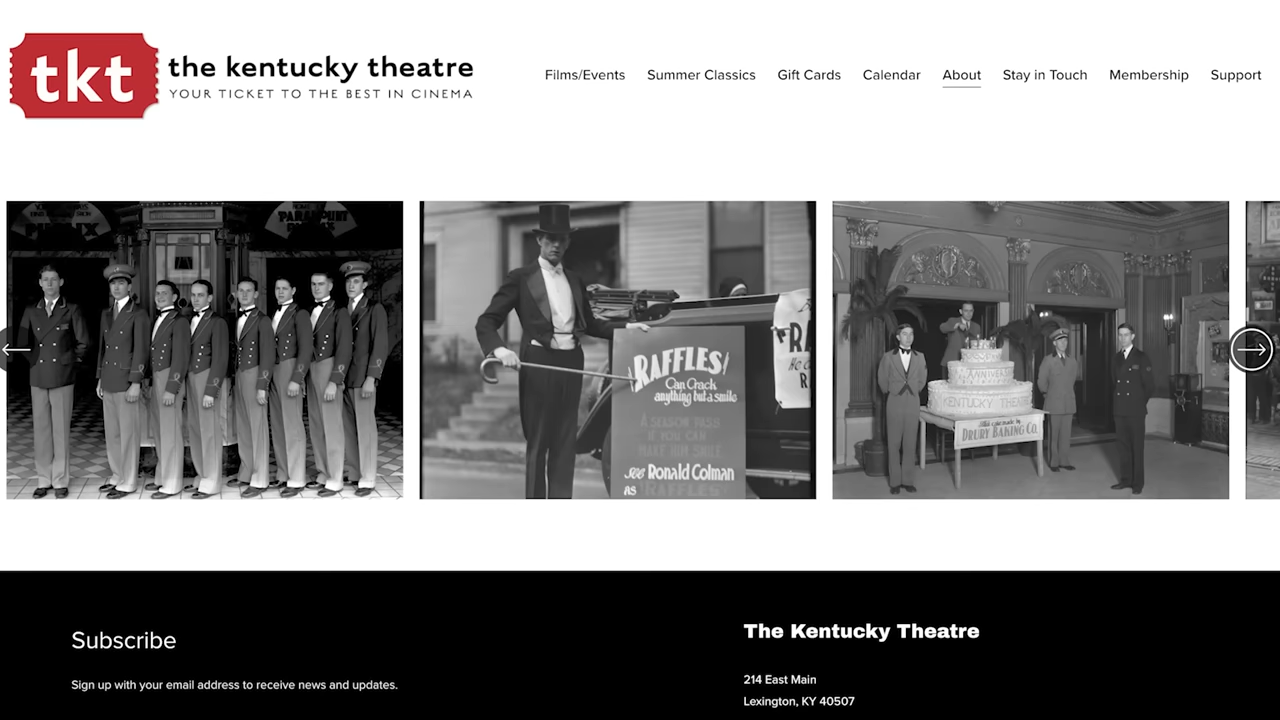 tkt
the kentucky theatre
YOUR TICKET TO THE BEST IN CINEMA
Films/Events
Summer Classics
Gift Cards
Calendar
About
Stay in Touch
Membership
Support
PARAMOUNT
RAFFLES!
Can Crack
anything but a smile
A SEASON PASS
IF YOU CAN
MAKE HIM SMILE
see Ronald Colman
as RAFFLES
ANNIVERSARY
KENTUCKY THEATRE
DRURY BAKING Co.
Subscribe
Sign up with your email address to receive news and updates.
The Kentucky Theatre
214 East Main
Lexington, KY 40507